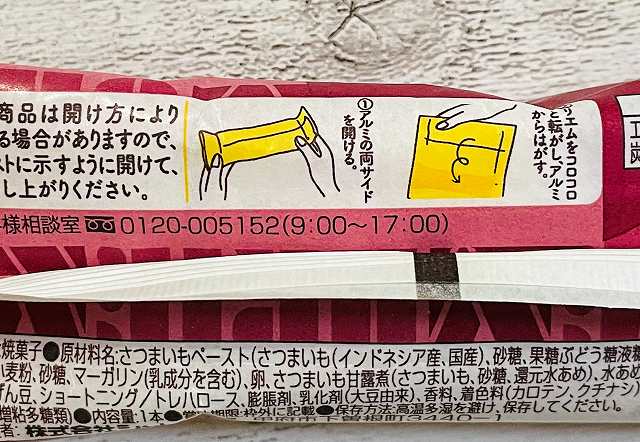 商品は開け方により
る場合がありますので、
ストに示すように開けて、
し上がりください。
①アルミの両サイド
を開ける。
リエムをコロコロ
と転がし、アルミ
からはがす。
様相談室 0120-005152(9:00～17:00)
焼菓子●原材料名:さつまいもペースト(さつまいも(インドネシア産、国産)、砂糖、果糖ぶどう糖液糖
小麦粉、砂糖、マーガリン(乳成分を含む)、卵、さつまいも甘露煮(さつまいも、砂糖、還元水あめ)、水あめ
げん豆、ショートニング/トレハロース、膨脹剤、乳化剤(大豆由来)、香料、着色料(カロテン、クチナシ)
増粘多糖類)●内容量:1本●賞味期限:枠外に記載●保存方法:高温多湿を避け、保存してください。
者:株式会社